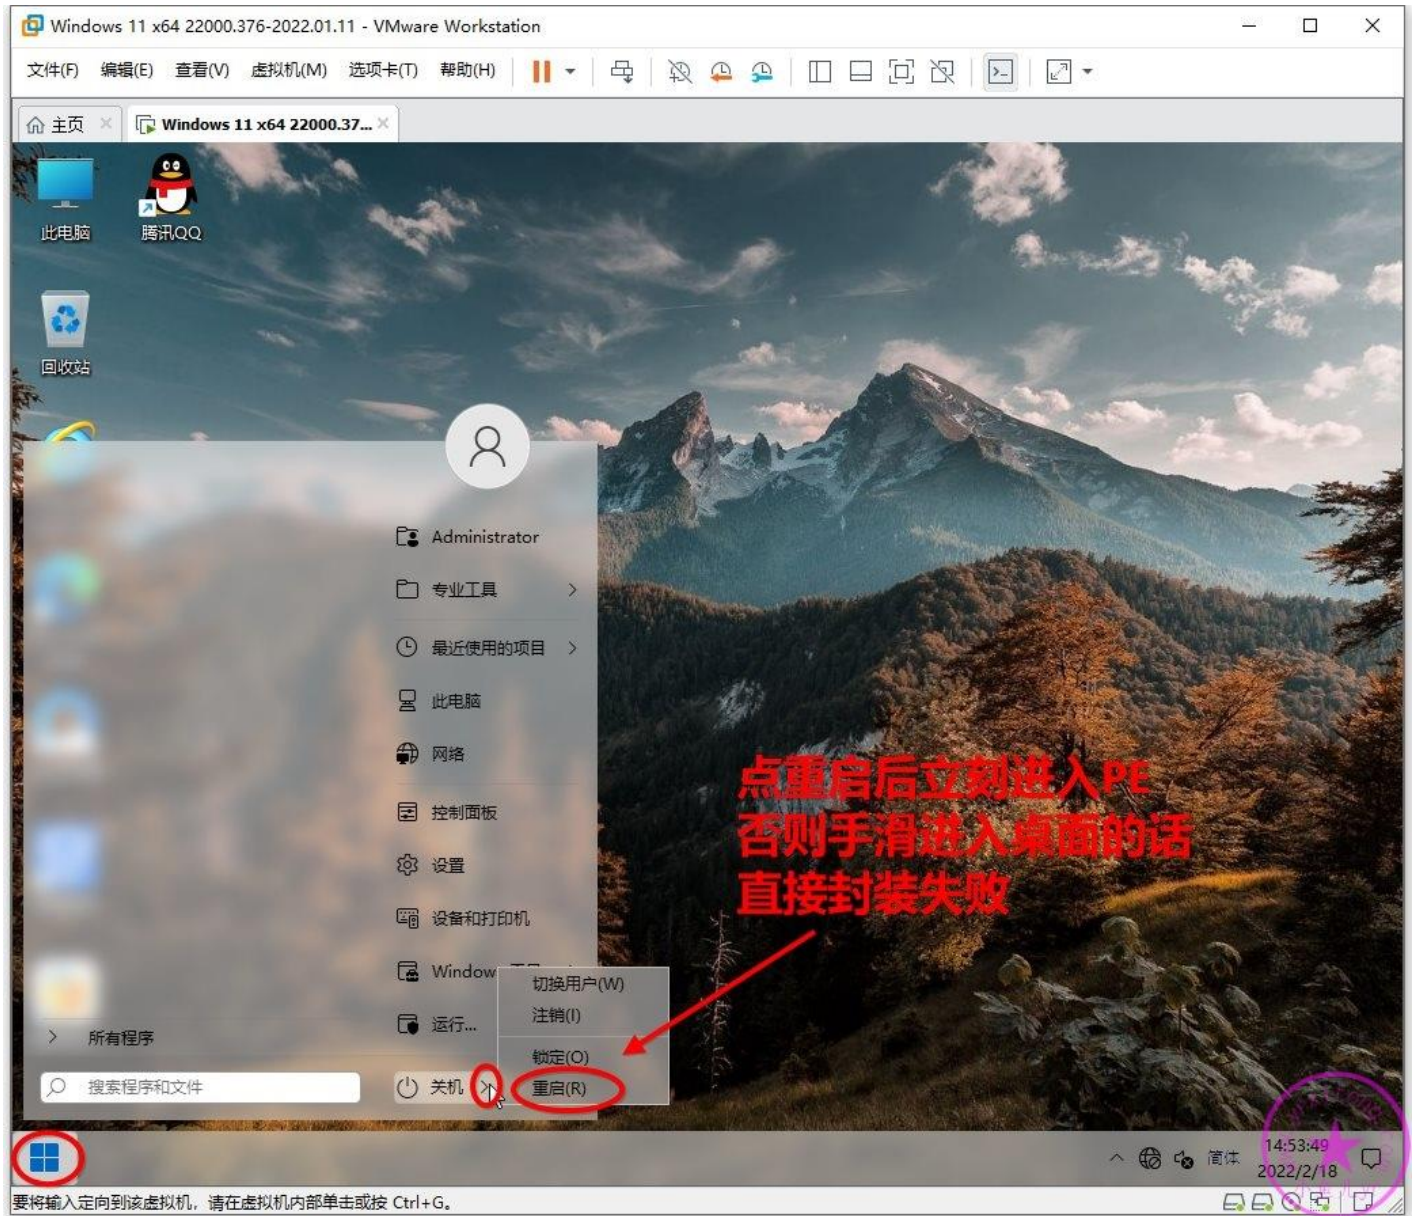 Windows 11 x64 22000.376-2022.01.11 - VMware Workstation
文件(F) 编辑(E) 查看(V) 虚拟机(M) 选项卡(T) 帮助(H)
主页 Windows 11 x64 22000.37...
此电脑 腾讯QQ
回收站
Administrator
专业工具
最近使用的项目
此电脑
网络
控制面板
设置
设备和打印机
Window
运行...
所有程序
搜索程序和文件
关机
切换用户(W)
注销(I)
锁定(O)
重启(R)
点重启后立刻进入PE
否则手滑进入桌面的话
直接封装失败
简体
14:53:49
2022/2/18
要将输入定向到该虚拟机，请在虚拟机内部单击或按 Ctrl+G。